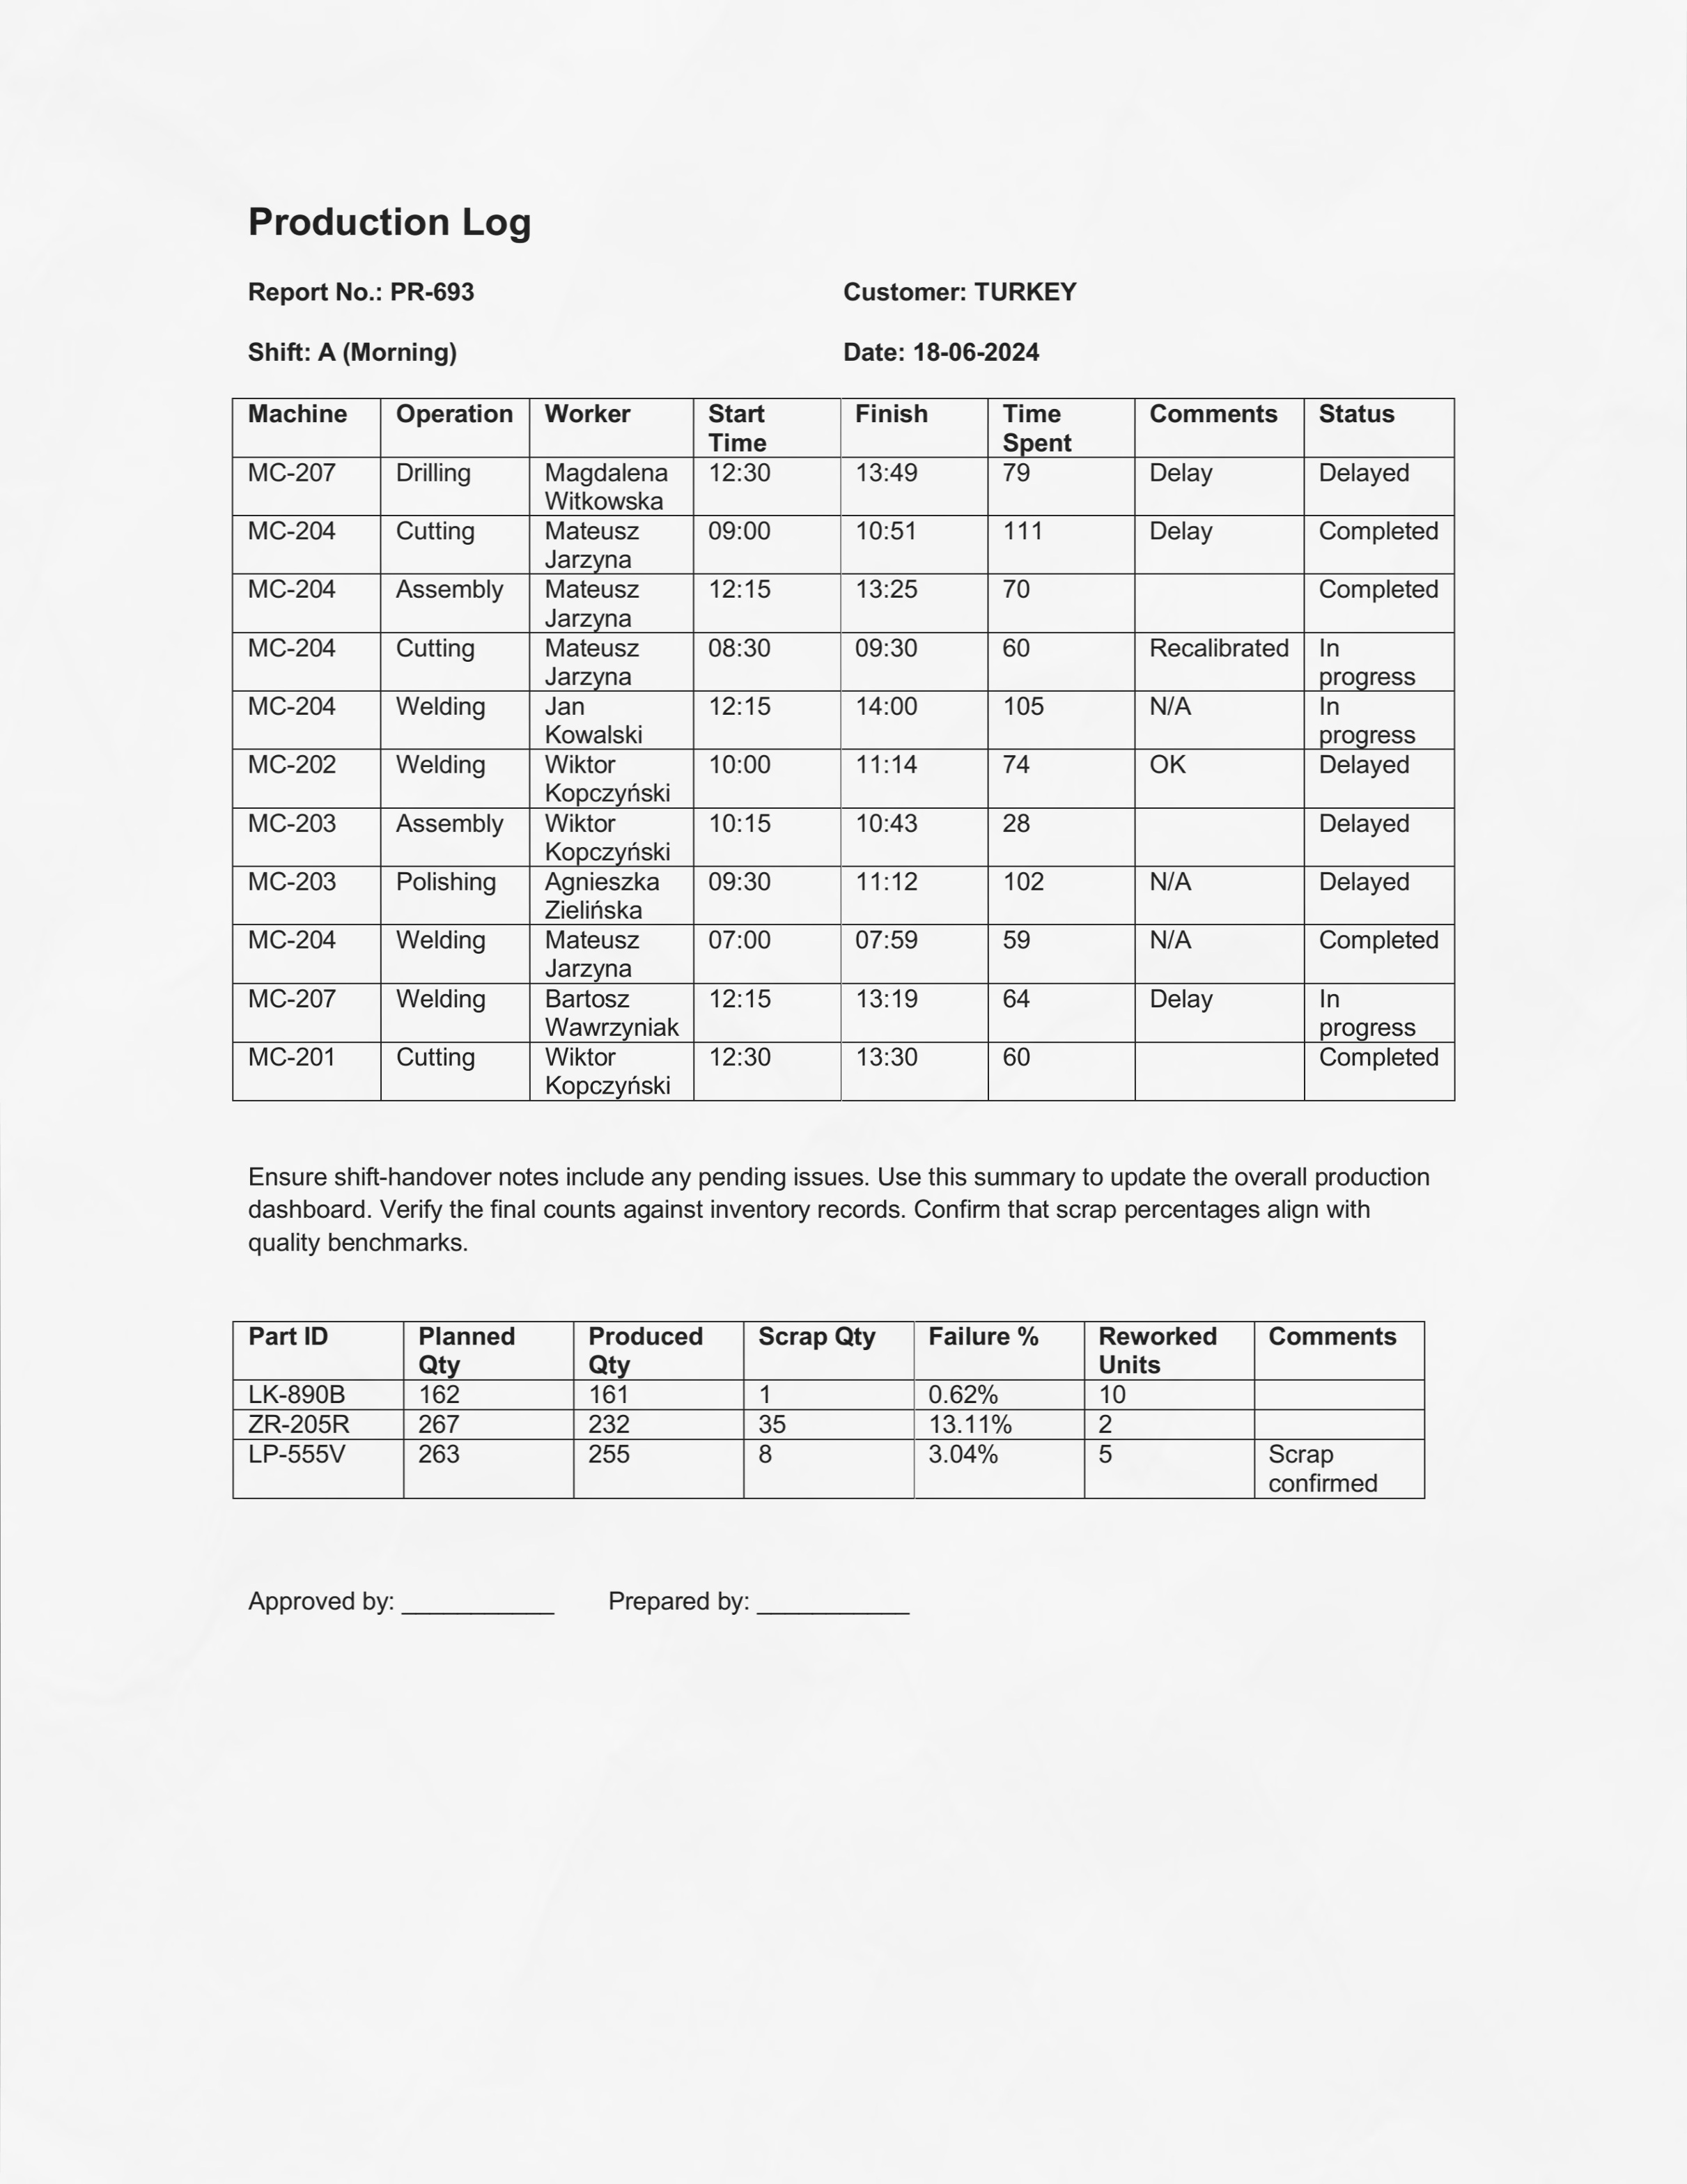 Production Log
Report No.: PR-693 Customer: TURKEY
Shift: A (Morning) Date: 18-06-2024
Machine Operation Worker Start Time Finish Time Spent Comments Status
MC-207 Drilling Magdalena Witkowska 12:30 13:49 79 Delay Delayed
MC-204 Cutting Mateusz Jarzyna 09:00 10:51 111 Delay Completed
MC-204 Assembly Mateusz Jarzyna 12:15 13:25 70 Completed
MC-204 Cutting Mateusz Jarzyna 08:30 09:30 60 Recalibrated In progress
MC-204 Welding Jan Kowalski 12:15 14:00 105 N/A In progress
MC-202 Welding Wiktor Kopczyński 10:00 11:14 74 OK Delayed
MC-203 Assembly Wiktor Kopczyński 10:15 10:43 28 Delayed
MC-203 Polishing Agnieszka Zielińska 09:30 11:12 102 N/A Delayed
MC-204 Welding Mateusz Jarzyna 07:00 07:59 59 N/A Completed
MC-207 Welding Bartosz Wawrzyniak 12:15 13:19 64 Delay In progress
MC-201 Cutting Wiktor Kopczyński 12:30 13:30 60 Completed
Ensure shift-handover notes include any pending issues. Use this summary to update the overall production
dashboard. Verify the final counts against inventory records. Confirm that scrap percentages align with
quality benchmarks.
Part ID Planned Qty Produced Qty Scrap Qty Failure % Reworked Units Comments
LK-890B 162 161 1 0.62% 10
ZR-205R 267 232 35 13.11% 2
LP-555V 263 255 8 3.04% 5 Scrap confirmed
Approved by: ___________ Prepared by: ___________